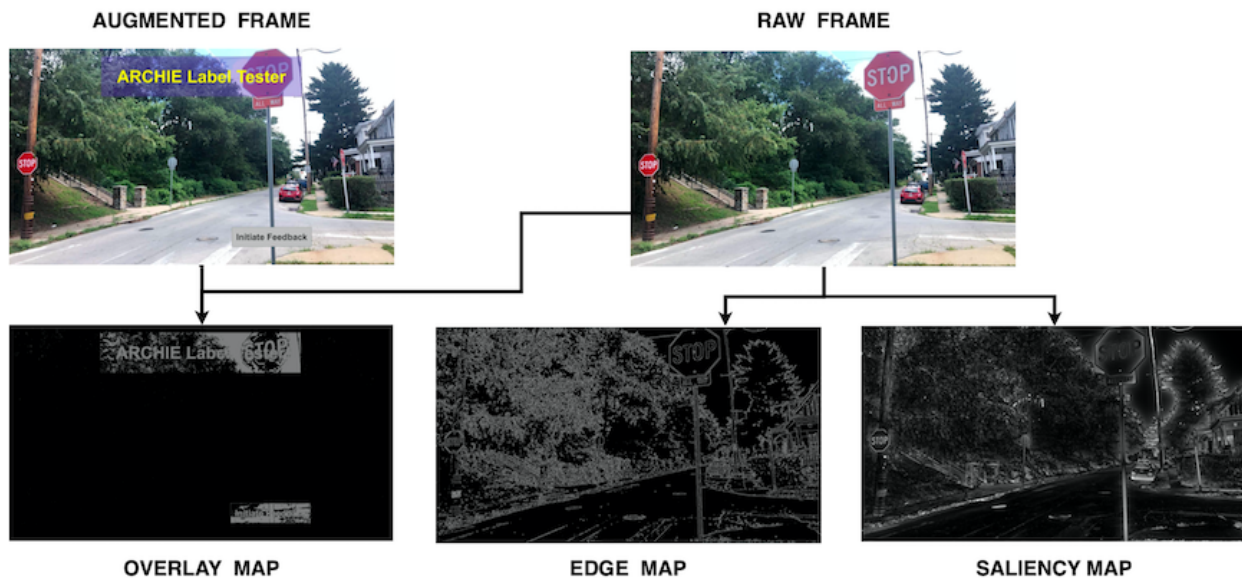 AUGMENTED FRAME
RAW FRAME
STOP
ARCHIE Label Tester
ALL WAY
STOP
Initiate Feedback
STOP
ALL WAY
STOP
ARCHIE Label Tester
STOP
STOP
STOP
OVERLAY MAP
EDGE MAP
SALIENCY MAP